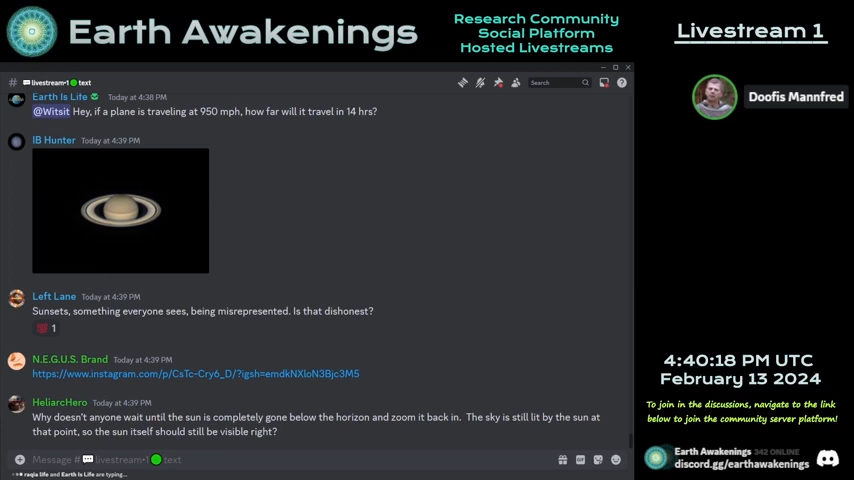 Earth Awakenings
Research Community
Social Platform
Hosted Livestreams
Livestream 1
# livestream-1 text
Search
Earth Is Life Today at 4:38 PM
@Witsit Hey, if a plane is traveling at 950 mph, how far will it travel in 14 hrs?
IB Hunter Today at 4:39 PM
Left Lane Today at 4:39 PM
Sunsets, something everyone sees, being misrepresented. Is that dishonest?
1
N.E.G.U.S. Brand Today at 4:39 PM
https://www.instagram.com/p/CsTc-Cry6_D/?igsh=emdkNXloN3Bjc3M5
HeliarcHero Today at 4:39 PM
Why doesn't anyone wait until the sun is completely gone below the horizon and zoom it back in. The sky is still lit by the sun at
that point, so the sun itself should still be visible right?
Message # livestream-1 text
GIF
raqia life and Earth Is Life are typing...
Doofis Mannfred
4:40:18 PM UTC
February 13 2024
To join in the discussions, navigate to the link
below to join the community server platform!
Earth Awakenings 342 ONLINE
discord.gg/earthawakenings